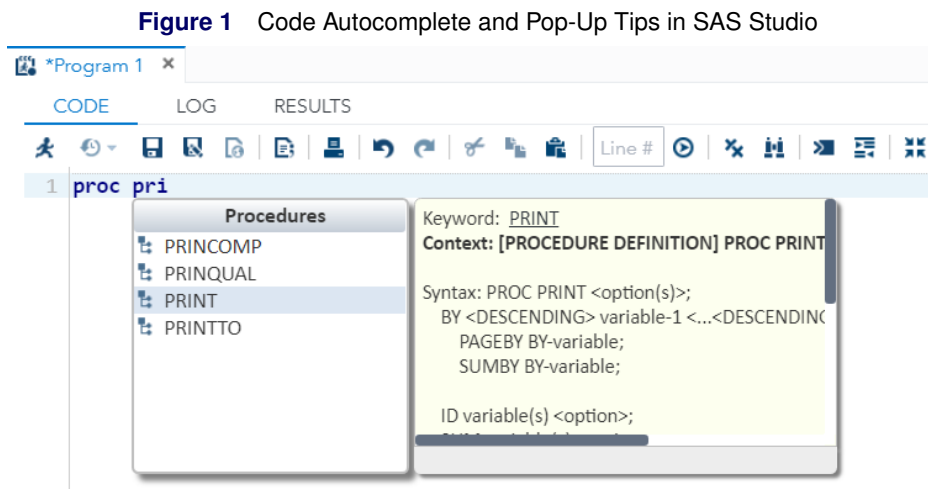 Figure 1 Code Autocomplete and Pop-Up Tips in SAS Studio
*Program 1 ×
CODE LOG RESULTS
Line #
1 proc pri
Procedures
PRINCOMP
PRINQUAL
PRINT
PRINTTO
Keyword: PRINT
Context: [PROCEDURE DEFINITION] PROC PRINT
Syntax: PROC PRINT <option(s)>;
BY <DESCENDING> variable-1 <...<DESCENDING
PAGEBY BY-variable;
SUMBY BY-variable;
ID variable(s) <option>;